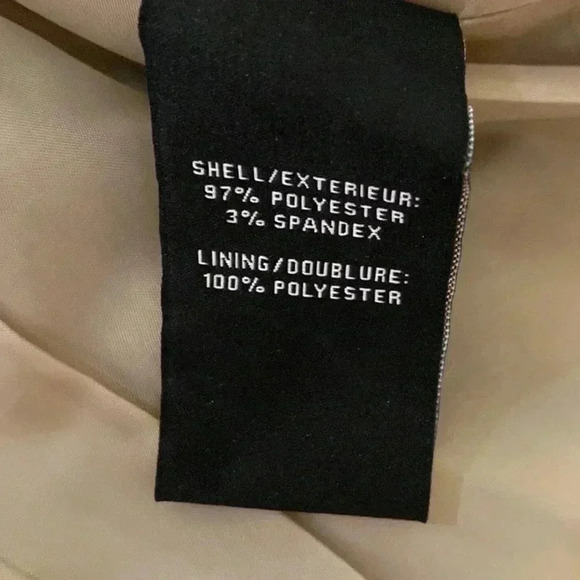 SHELL/EXTERIEUR:
97% POLYESTER
3% SPANDEX
LINING/DOUBLURE:
100% POLYESTER